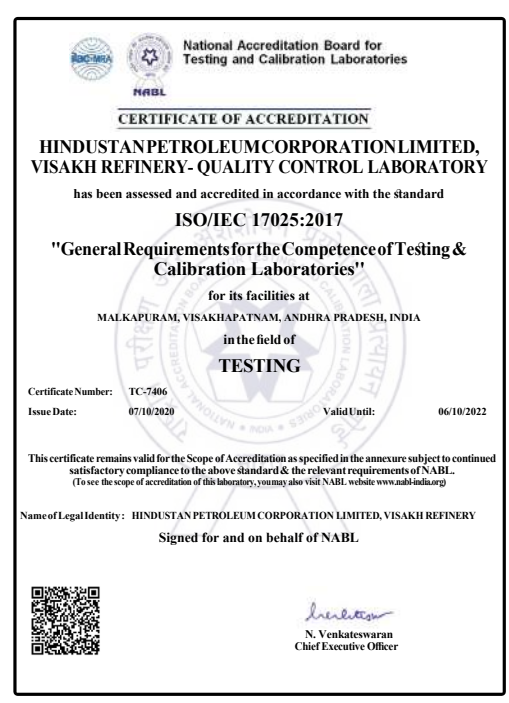 ilac-MRA
NABL
National Accreditation Board for
Testing and Calibration Laboratories
CERTIFICATE OF ACCREDITATION
HINDUSTAN PETROLEUM CORPORATION LIMITED,
VISAKH REFINERY- QUALITY CONTROL LABORATORY
has been assessed and accredited in accordance with the standard
ISO/IEC 17025:2017
"General Requirements for the Competence of Testing &
Calibration Laboratories"
for its facilities at
MALKAPURAM, VISAKHAPATNAM, ANDHRA PRADESH, INDIA
in the field of
TESTING
Certificate Number: TC-7406
Issue Date: 07/10/2020 Valid Until: 06/10/2022
This certificate remains valid for the Scope of Accreditation as specified in the annexure subject to continued
satisfactory compliance to the above standard & the relevant requirements of NABL.
(To see the scope of accreditation of this laboratory, you may also visit NABL website www.nabl-india.org)
Name of Legal Identity: HINDUSTAN PETROLEUM CORPORATION LIMITED, VISAKH REFINERY
Signed for and on behalf of NABL
N. Venkateswaran
Chief Executive Officer